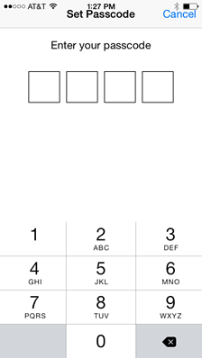 AT&T 1:27 PM
Set Passcode Cancel
Enter your passcode
1 2 3
ABC DEF
4 5 6
GHI JKL MNO
7 8 9
PQRS TUV WXYZ
0